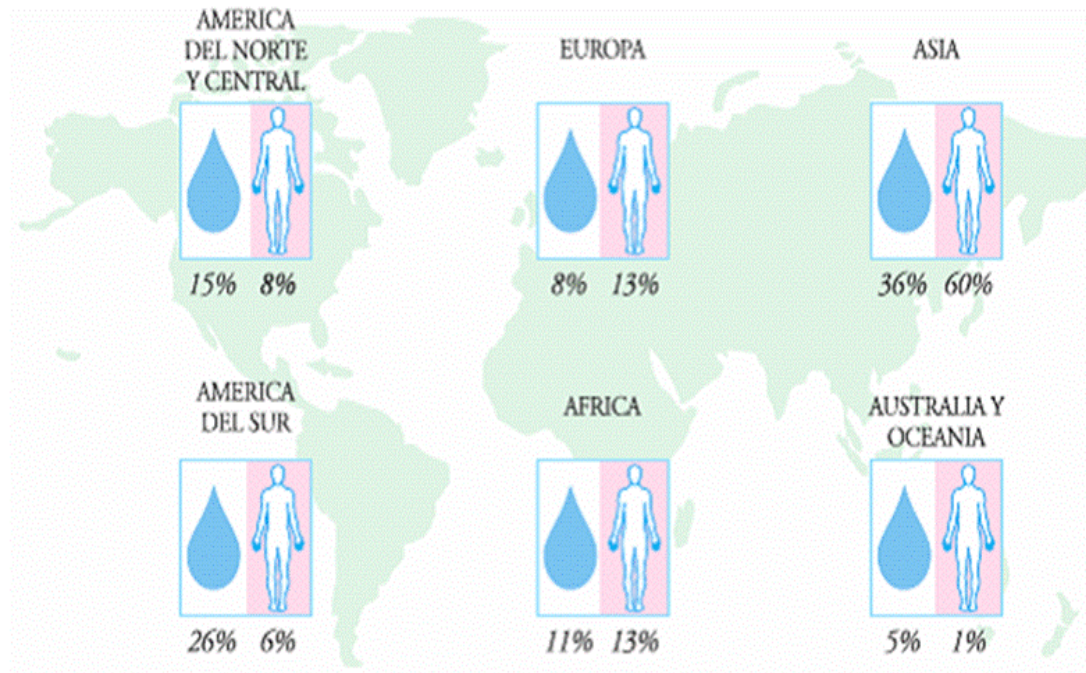 AMERICA
DEL NORTE
Y CENTRAL
15% 8%
EUROPA
8% 13%
ASIA
36% 60%
AMERICA
DEL SUR
26% 6%
AFRICA
11% 13%
AUSTRALIA Y
OCEANIA
5% 1%